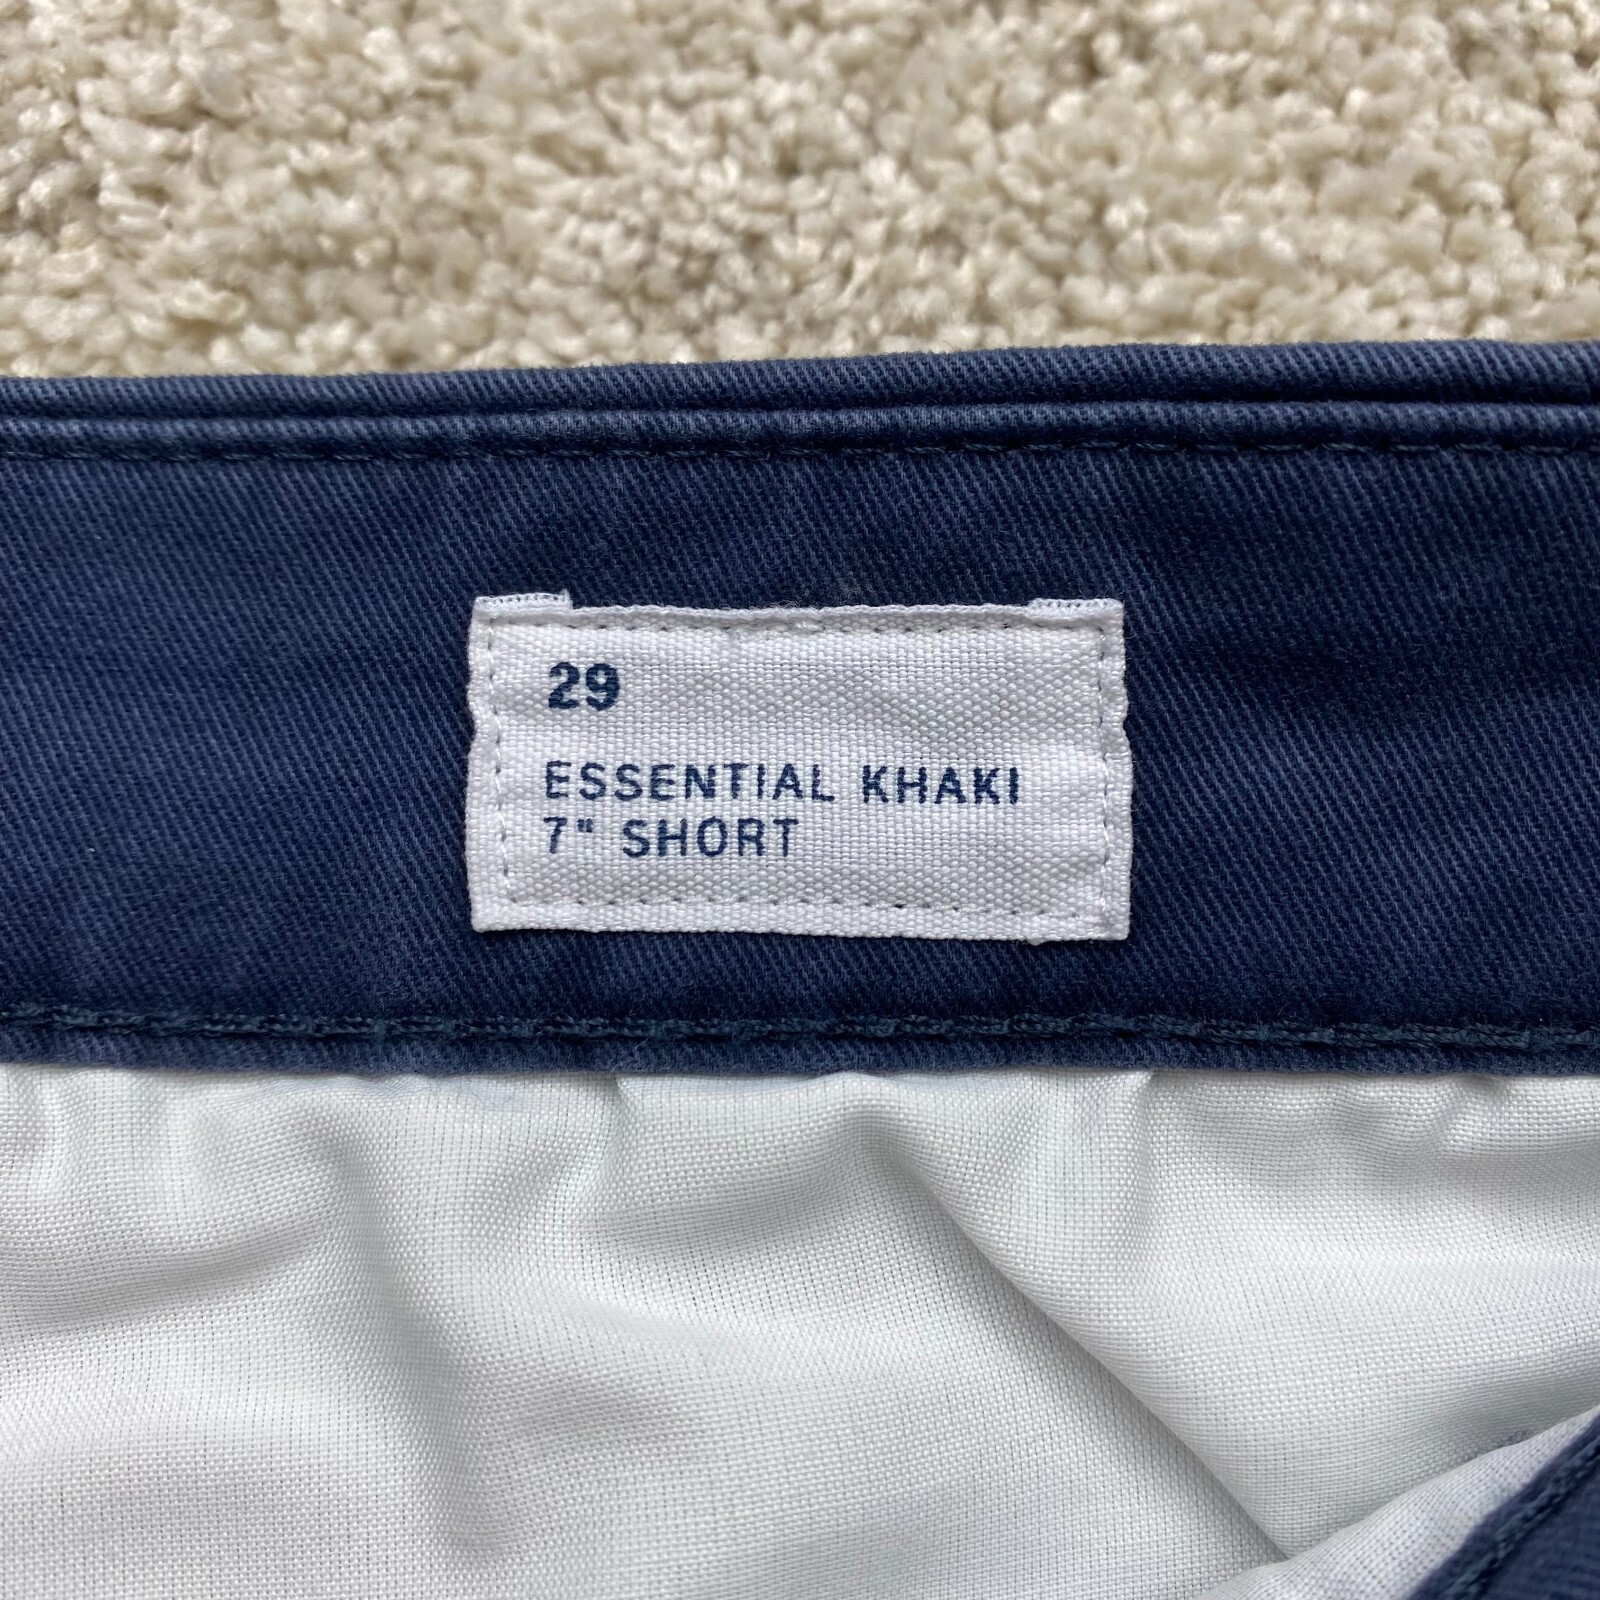 29
ESSENTIAL KHAKI
7" SHORT